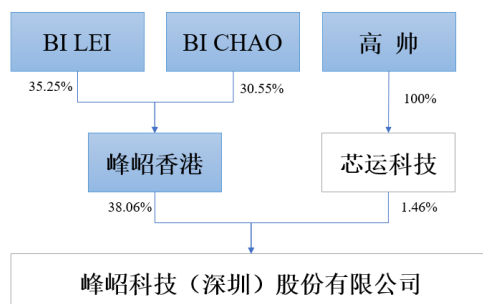 BI LEI
BI CHAO
高 帅
35.25%
30.55%
100%
峰岹香港
芯运科技
38.06%
1.46%
峰岹科技（深圳）股份有限公司